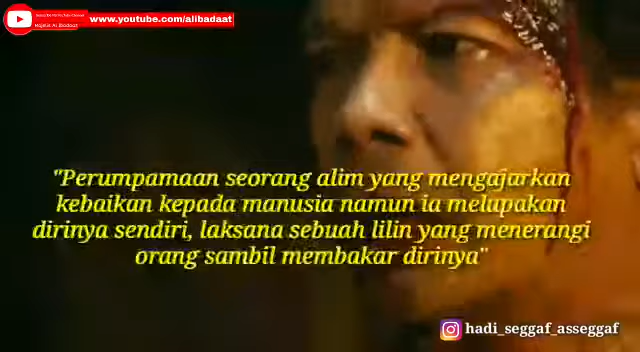 www.youtube.com/alibadaat
"Perumpamaan seorang alim yang mengajarkan
kebaikan kepada manusia namun ia melupakan
dirinya sendiri, laksana sebuah lilin yang menerangi
orang sambil membakar dirinya"
hadi_seggaf_asseggaf